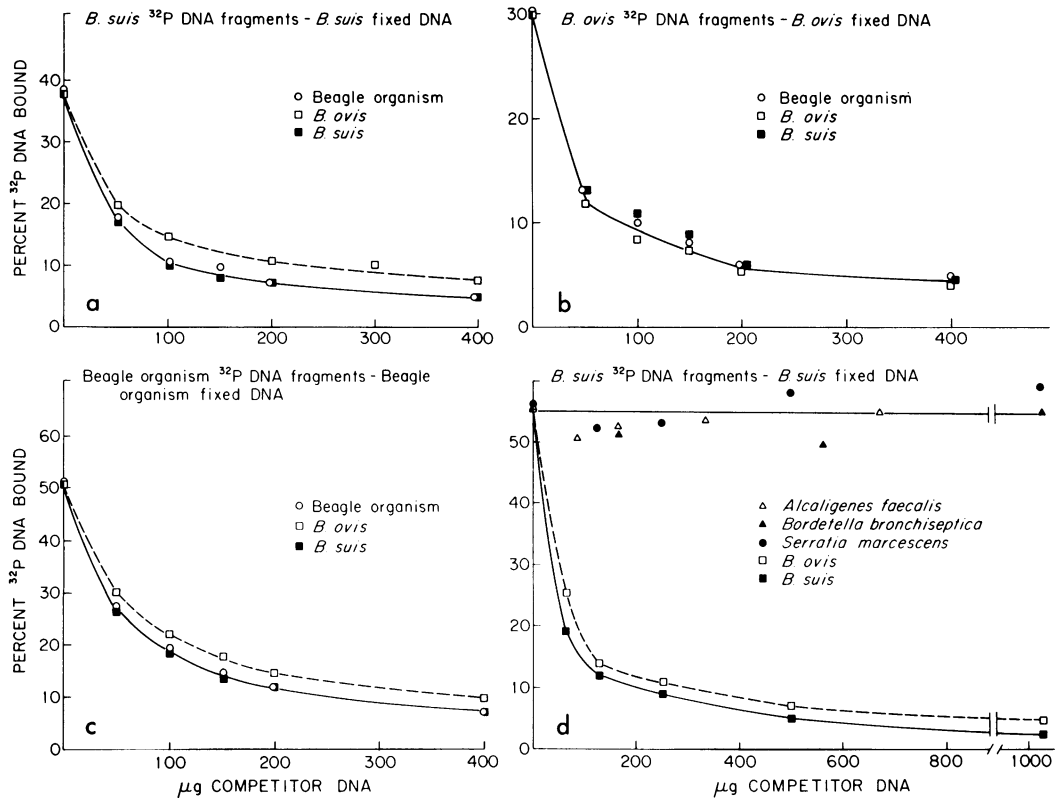 B. suis ³²P DNA fragments - B. suis fixed DNA
PERCENT ³²P DNA BOUND
40
30
20
10
0
Beagle organism
B. ovis
B. suis
a
100
200
300
400
B. ovis ³²P DNA fragments - B. ovis fixed DNA
30
20
10
0
Beagle organism
B. ovis
B. suis
b
100
200
300
400
Beagle organism ³²P DNA fragments - Beagle
organism fixed DNA
PERCENT ³²P DNA BOUND
60
50
40
30
20
10
0
Beagle organism
B. ovis
B. suis
c
100
200
300
400
µg COMPETITOR DNA
B. suis ³²P DNA fragments - B. suis fixed DNA
50
40
30
20
10
0
Alcaligenes faecalis
Bordetella bronchiseptica
Serratia marcescens
B. ovis
B. suis
d
200
400
600
800
1000
µg COMPETITOR DNA